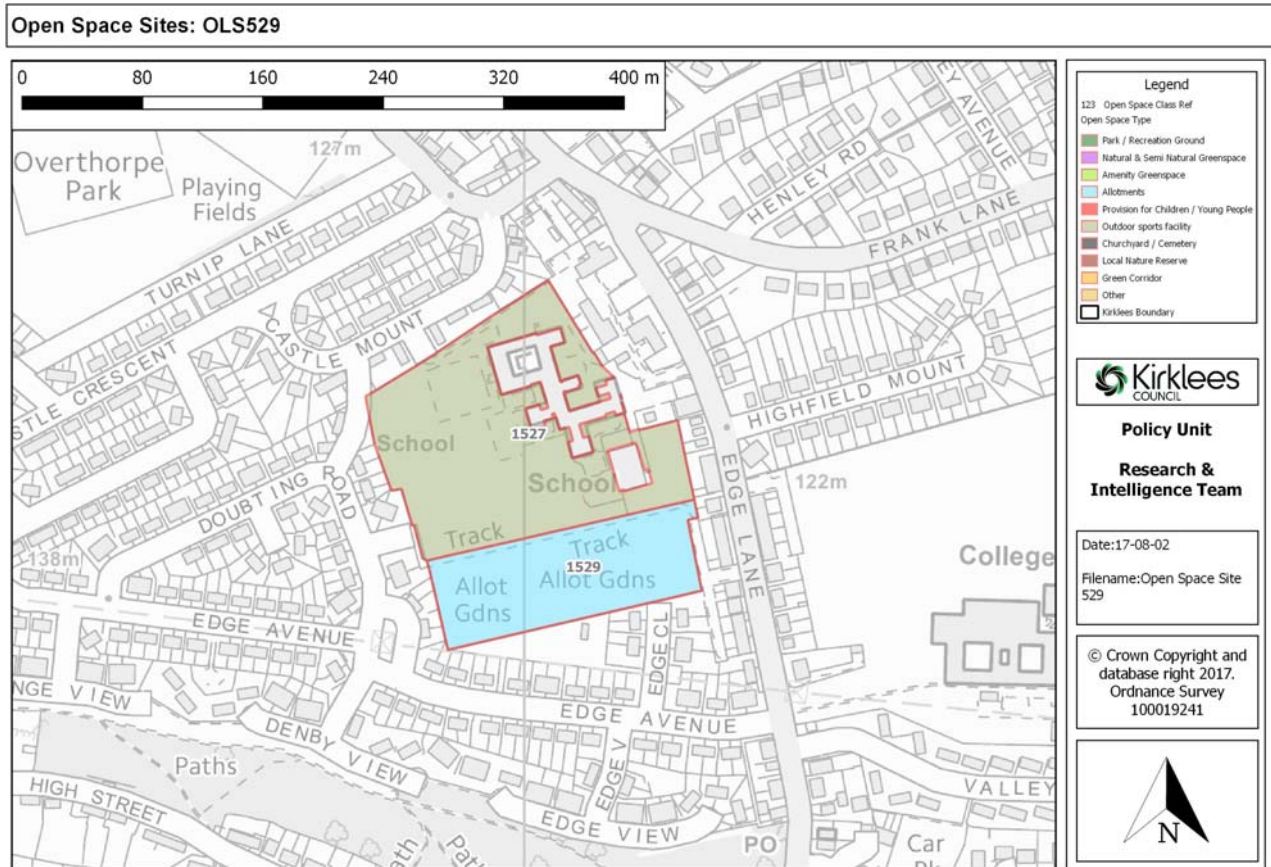 Open Space Sites: OLS529
0 80 160 240 320 400 m
Overthorpe
Park
Playing
Fields
127m
TURNIP LANE
CASTLE MOUNT
STLE CRESCENT
HENLEY RD
EY AVENUE
FRANK LANE
HIGHFIELD MOUNT
School
1527
School
DOUBTING ROAD
EDGE LANE
122m
138m
Track
Track
1529
Allot
Gdns
Allot Gdns
College
EDGE AVENUE
EDGE CL
NGE VIEW
DENBY VIEW
EDGE AVENUE
EDGE V
Paths
HIGH STREET
EDGE VIEW
VALLEY
PO
Car
Path
Legend
123 Open Space Class Ref
Open Space Type
Park / Recreation Ground
Natural & Semi Natural Greenspace
Amenity Greenspace
Allotments
Provision for Children / Young People
Outdoor sports facility
Churchyard / Cemetery
Local Nature Reserve
Green Corridor
Other
Kirklees Boundary
Kirklees
COUNCIL
Policy Unit
Research &
Intelligence Team
Date:17-08-02
Filename:Open Space Site
529
© Crown Copyright and
database right 2017.
Ordnance Survey
100019241
N